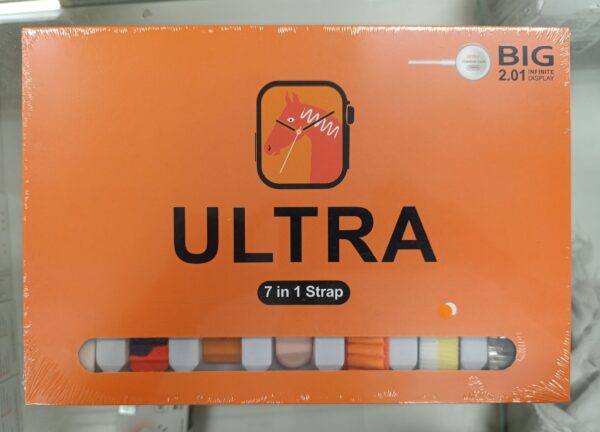 BIG
2.01 INFINITE
DISPLAY
ULTRA
7 in 1 Strap